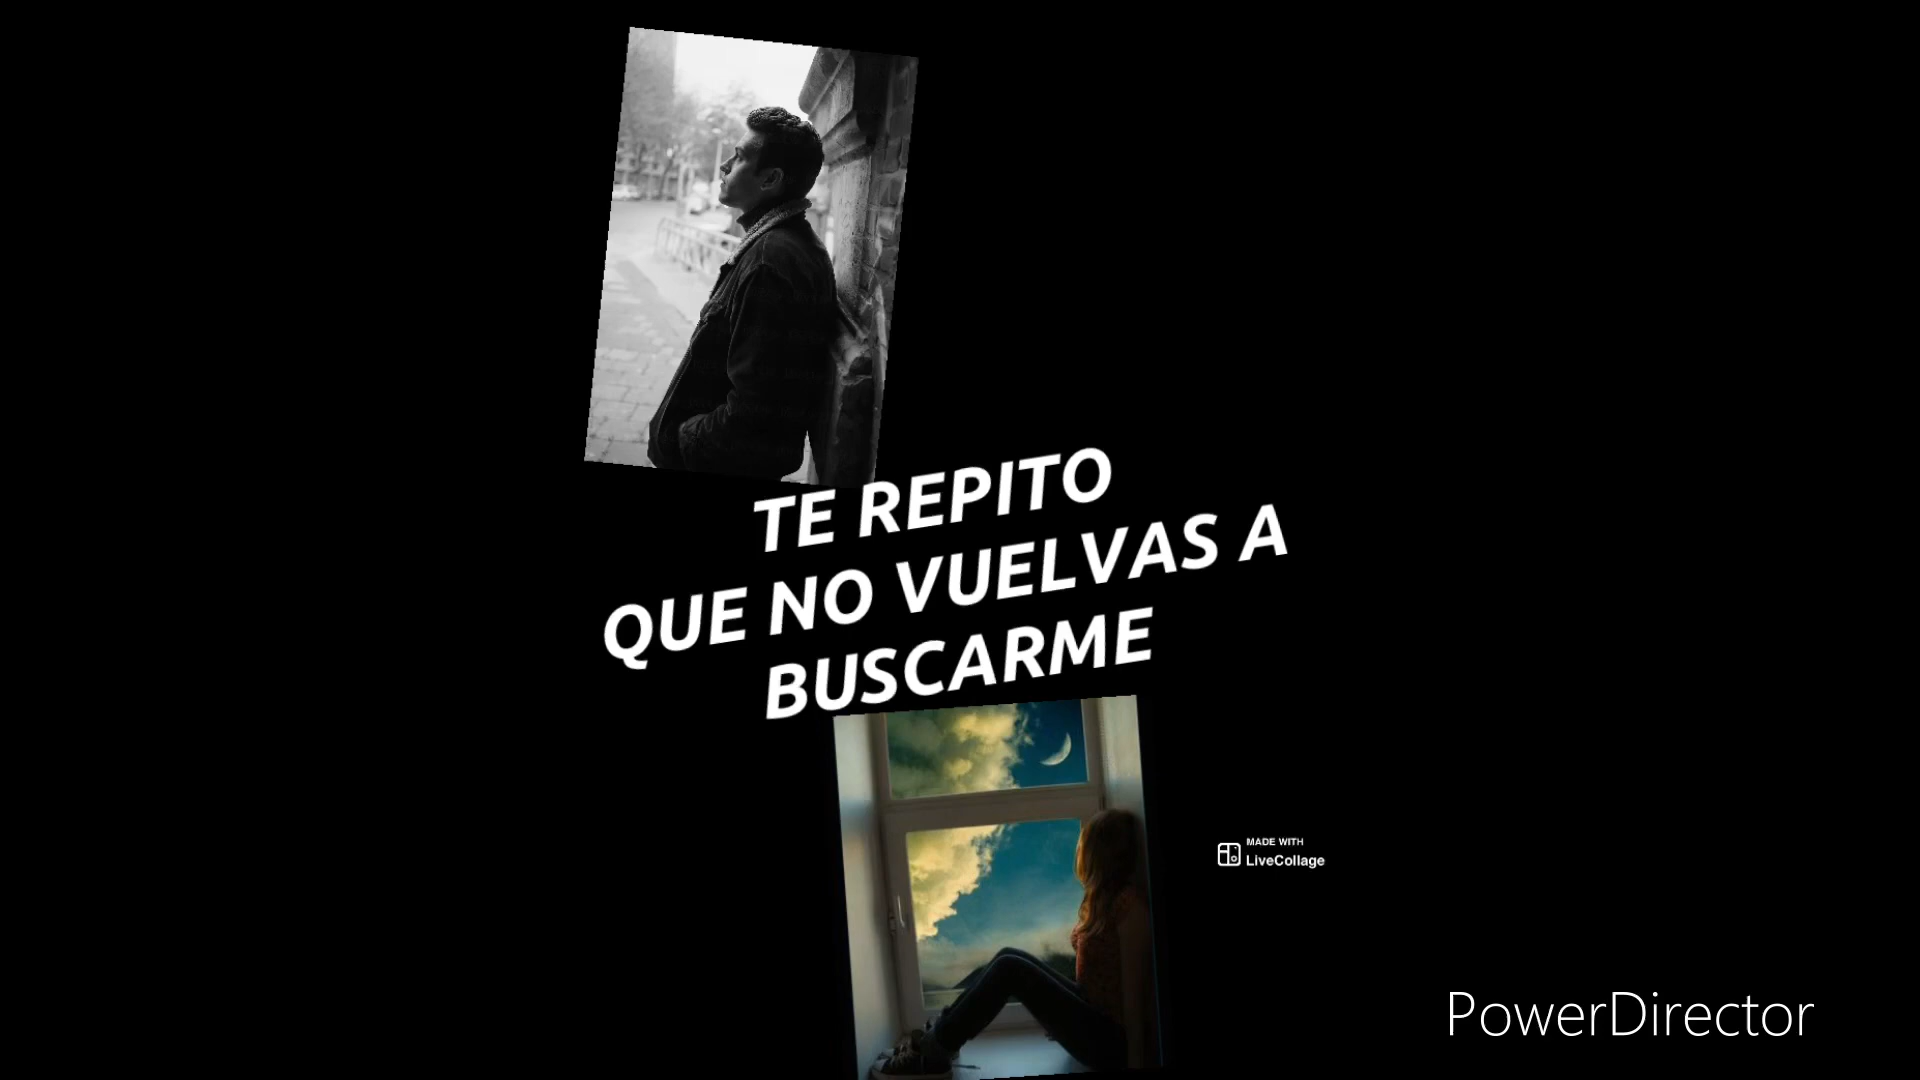 TE REPITO
QUE NO VUELVAS A
BUSCARME
MADE WITH
LiveCollage
PowerDirector